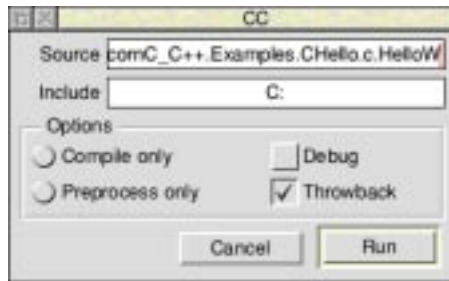 CC
Source comC_C++.Examples.CHello.c.HelloW
Include C:
Options
Compile only Debug
Preprocess only Throwback
Cancel Run